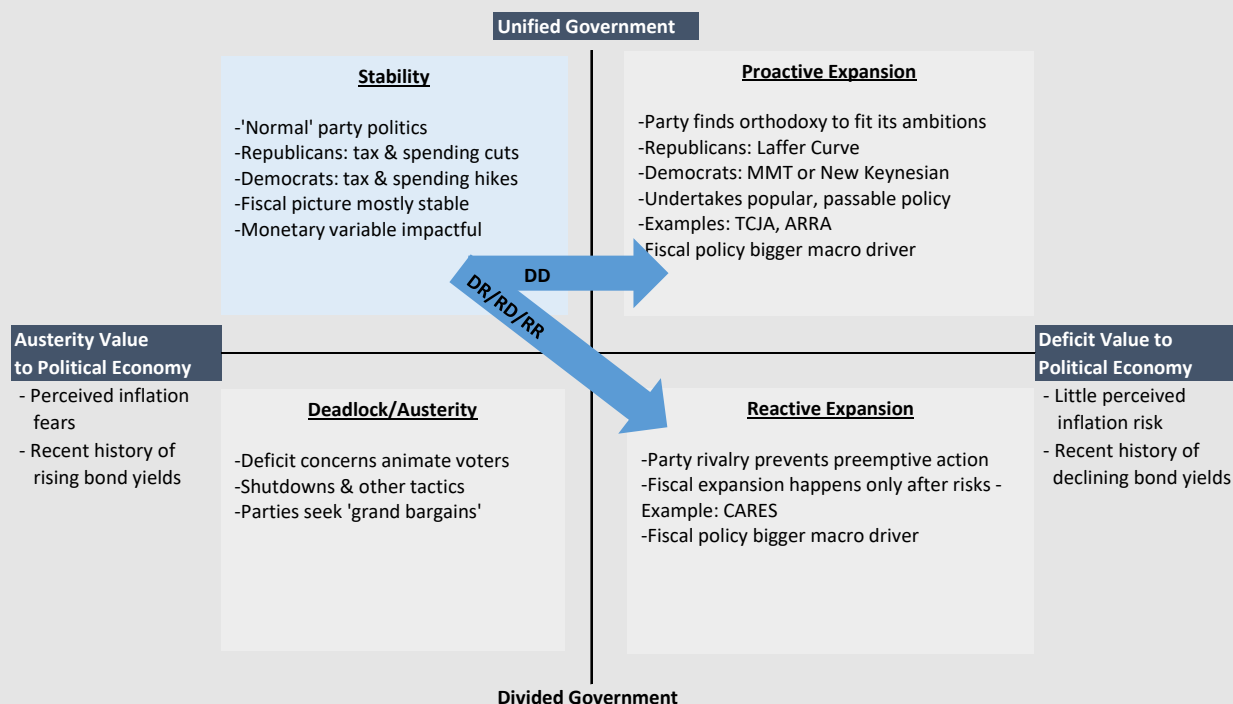 Unified Government
Stability
-'Normal' party politics
-Republicans: tax & spending cuts
-Democrats: tax & spending hikes
-Fiscal picture mostly stable
-Monetary variable impactful
Proactive Expansion
-Party finds orthodoxy to fit its ambitions
-Republicans: Laffer Curve
-Democrats: MMT or New Keynesian
-Undertakes popular, passable policy
-Examples: TCJA, ARRA
-Fiscal policy bigger macro driver
DD
DR/RD/RR
Austerity Value
to Political Economy
- Perceived inflation
fears
- Recent history of
rising bond yields
Deficit Value to
Political Economy
- Little perceived
inflation risk
- Recent history of
declining bond yields
Deadlock/Austerity
-Deficit concerns animate voters
-Shutdowns & other tactics
-Parties seek 'grand bargains'
Reactive Expansion
-Party rivalry prevents preemptive action
-Fiscal expansion happens only after risks -
Example: CARES
-Fiscal policy bigger macro driver
Divided Government